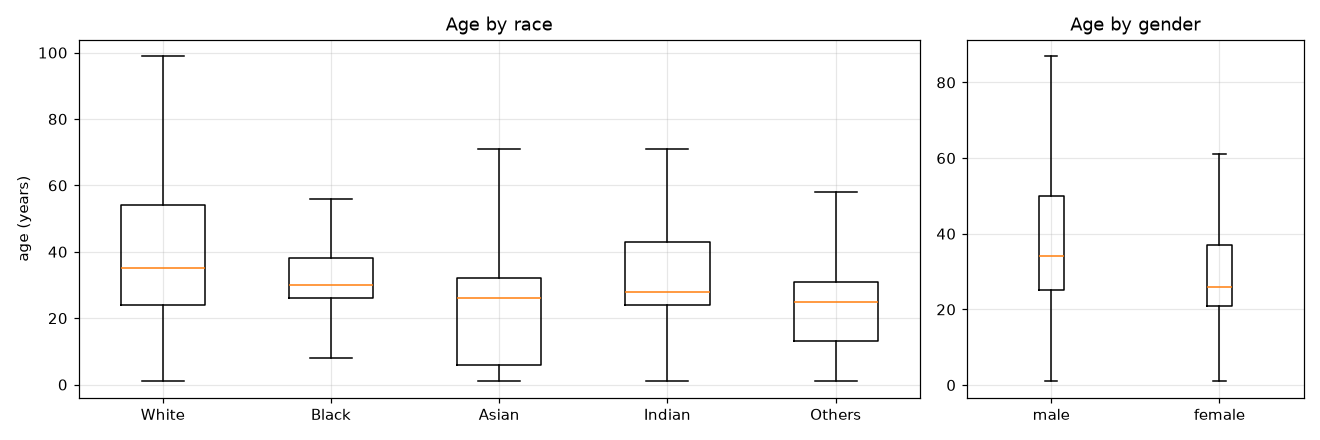 Age by race
Age by gender
age (years)
100
80
60
40
20
0
White
Black
Asian
Indian
Others
80
60
40
20
0
male
female